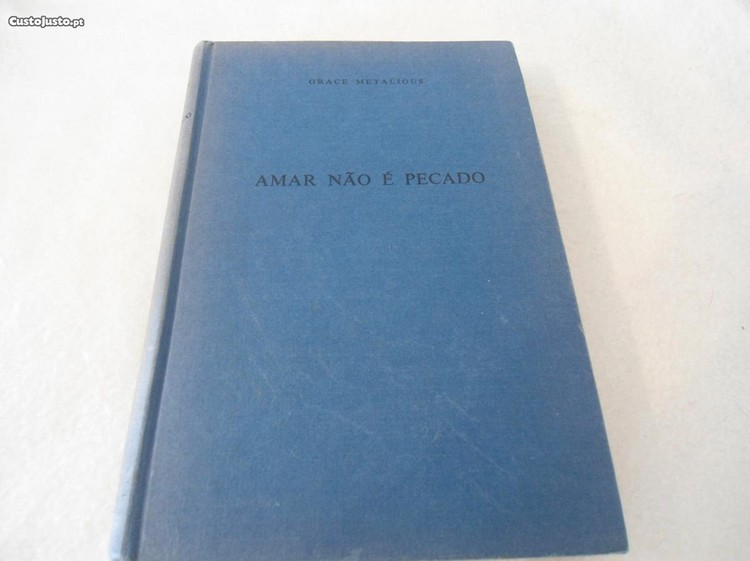 CustoJusto.pt
GRACE METALIOUS
AMAR NÃO É PECADO